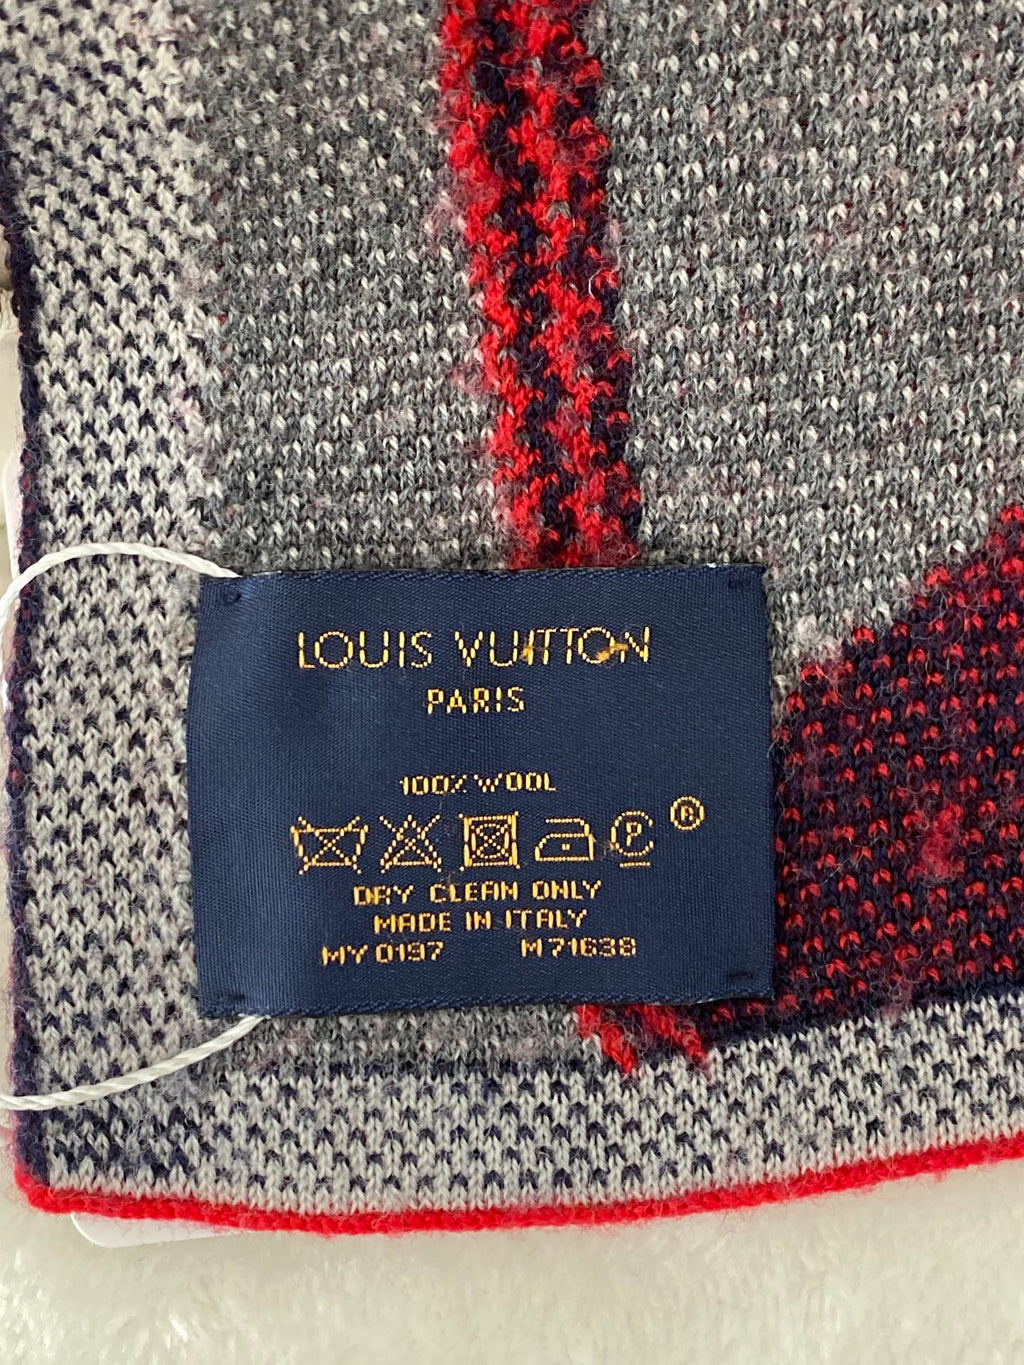 LOUIS VUITTON
PARIS
100% WOOL
P ®
DRY CLEAN ONLY
MADE IN ITALY
MY 0197 M71638